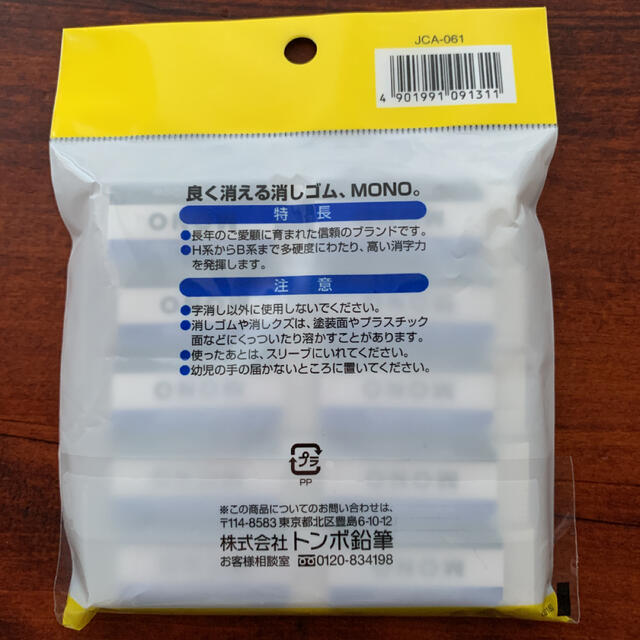 JCA-061
4 901991 091311
良く消える消しゴム、MONO。
特 長
●長年のご愛顧に育まれた信頼のブランドです。
●H系からB系まで多硬度にわたり、高い消字力
を発揮します。
注 意
●字消し以外に使用しないでください。
●消しゴムや消しクズは、塗装面やプラスチック
面などにくっついたり溶かすことがあります。
●使ったあとは、スリーブにいれてください。
●幼児の手の届かないところに置いてください。
プラ
PP
※この商品についてのお問い合わせは、
〒114-8583 東京都北区豊島6-10-12
株式会社トンボ鉛筆
お客様相談室 0120-834198
MONO
MONO
MONO
MONO
MONO
MONO